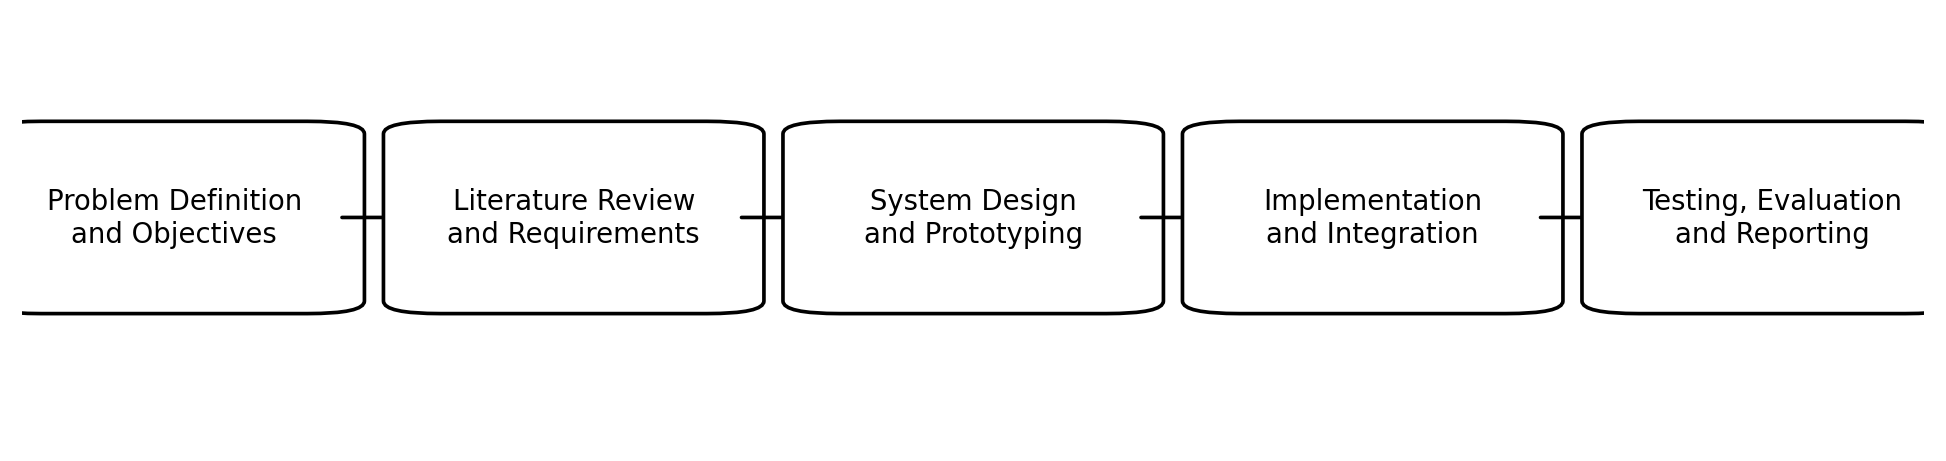 Problem Definition
and Objectives
Literature Review
and Requirements
System Design
and Prototyping
Implementation
and Integration
Testing, Evaluation
and Reporting